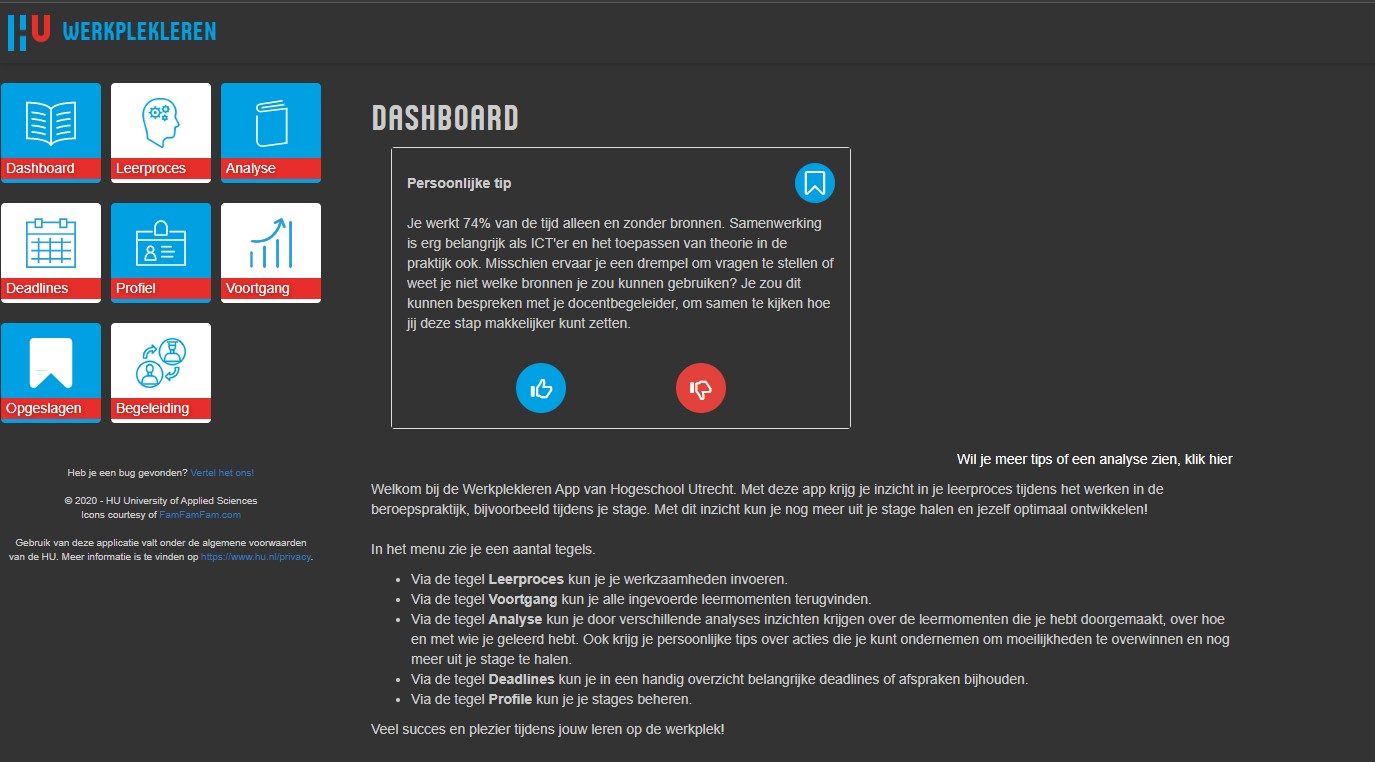 HU WERKPLEKLEREN
Dashboard
Leerproces
Analyse
Deadlines
Profiel
Voortgang
Opgeslagen
Begeleiding
Heb je een bug gevonden? Vertel het ons!
© 2020 - HU University of Applied Sciences
Icons courtesy of FamFamFam.com
Gebruik van deze applicatie valt onder de algemene voorwaarden
van de HU. Meer informatie is te vinden op https://www.hu.nl/privacy.
DASHBOARD
Persoonlijke tip
Je werkt 74% van de tijd alleen en zonder bronnen. Samenwerking
is erg belangrijk als ICT'er en het toepassen van theorie in de
praktijk ook. Misschien ervaar je een drempel om vragen te stellen of
weet je niet welke bronnen je zou kunnen gebruiken? Je zou dit
kunnen bespreken met je docentbegeleider, om samen te kijken hoe
jij deze stap makkelijker kunt zetten.
Wil je meer tips of een analyse zien, klik hier
Welkom bij de Werkplekleren App van Hogeschool Utrecht. Met deze app krijg je inzicht in je leerproces tijdens het werken in de
beroepspraktijk, bijvoorbeeld tijdens je stage. Met dit inzicht kun je nog meer uit je stage halen en jezelf optimaal ontwikkelen!
In het menu zie je een aantal tegels.
• Via de tegel Leerproces kun je je werkzaamheden invoeren.
• Via de tegel Voortgang kun je alle ingevoerde leermomenten terugvinden.
• Via de tegel Analyse kun je door verschillende analyses inzichten krijgen over de leermomenten die je hebt doorgemaakt, over hoe
en met wie je geleerd hebt. Ook krijg je persoonlijke tips over acties die je kunt ondernemen om moeilijkheden te overwinnen en nog
meer uit je stage te halen.
• Via de tegel Deadlines kun je in een handig overzicht belangrijke deadlines of afspraken bijhouden.
• Via de tegel Profile kun je je stages beheren.
Veel succes en plezier tijdens jouw leren op de werkplek!